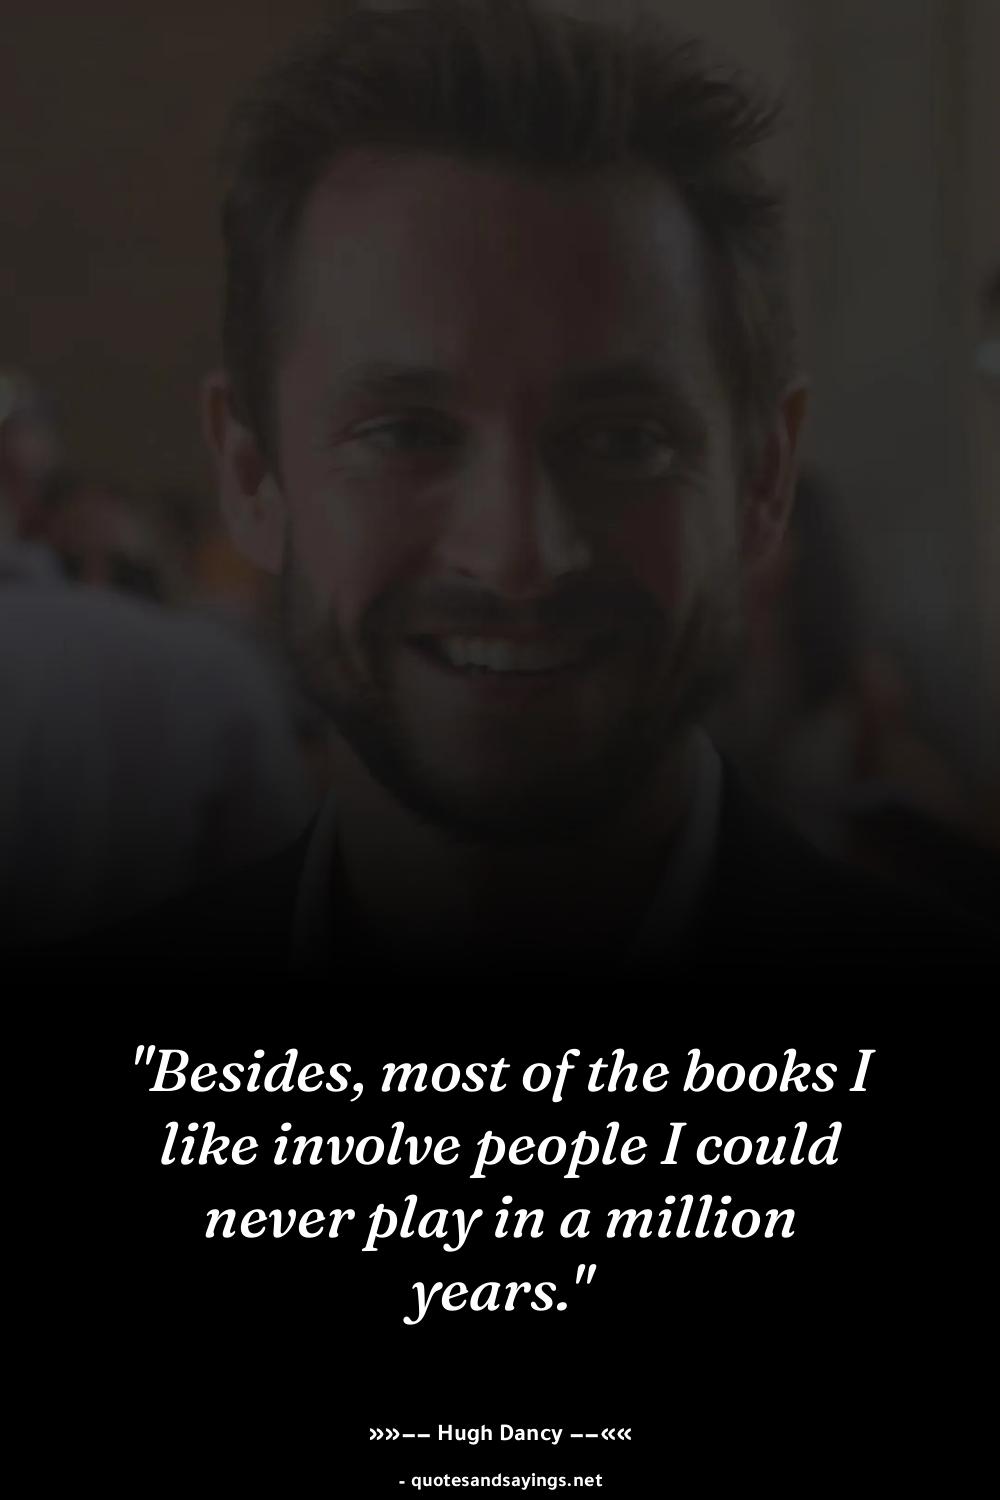 "Besides, most of the books I
like involve people I could
never play in a million
years."
»»–– Hugh Dancy ––««
- quotesandsayings.net